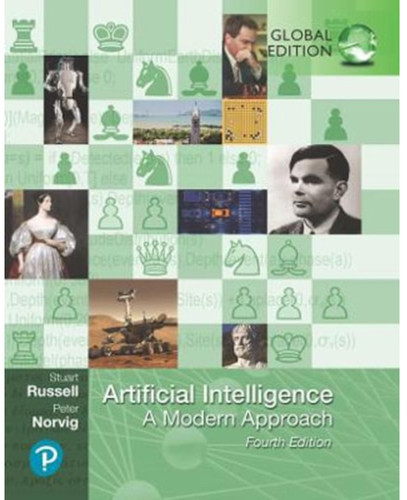 GLOBAL
EDITION
Stuart
Russell
Peter
Norvig
Artificial Intelligence
A Modern Approach
Fourth Edition
P